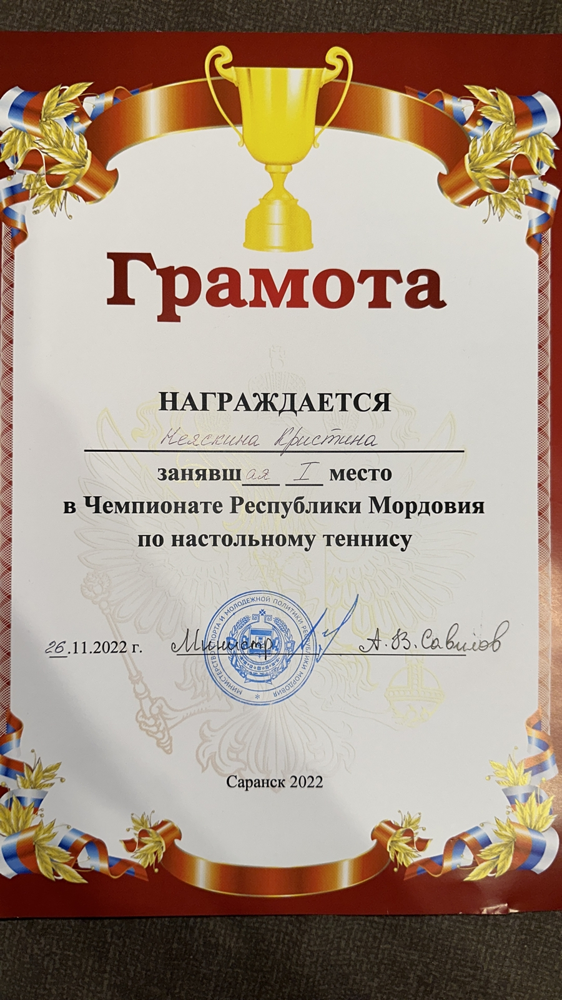 Грамота
НАГРАЖДАЕТСЯ
Неяскина Кристина
занявшая I место
в Чемпионате Республики Мордовия
по настольному теннису
26.11.2022 г. Министр А.В.Савилов
МИНИСТЕРСТВО СПОРТА И МОЛОДЕЖНОЙ ПОЛИТИКИ РЕСПУБЛИКИ МОРДОВИЯ *
Саранск 2022